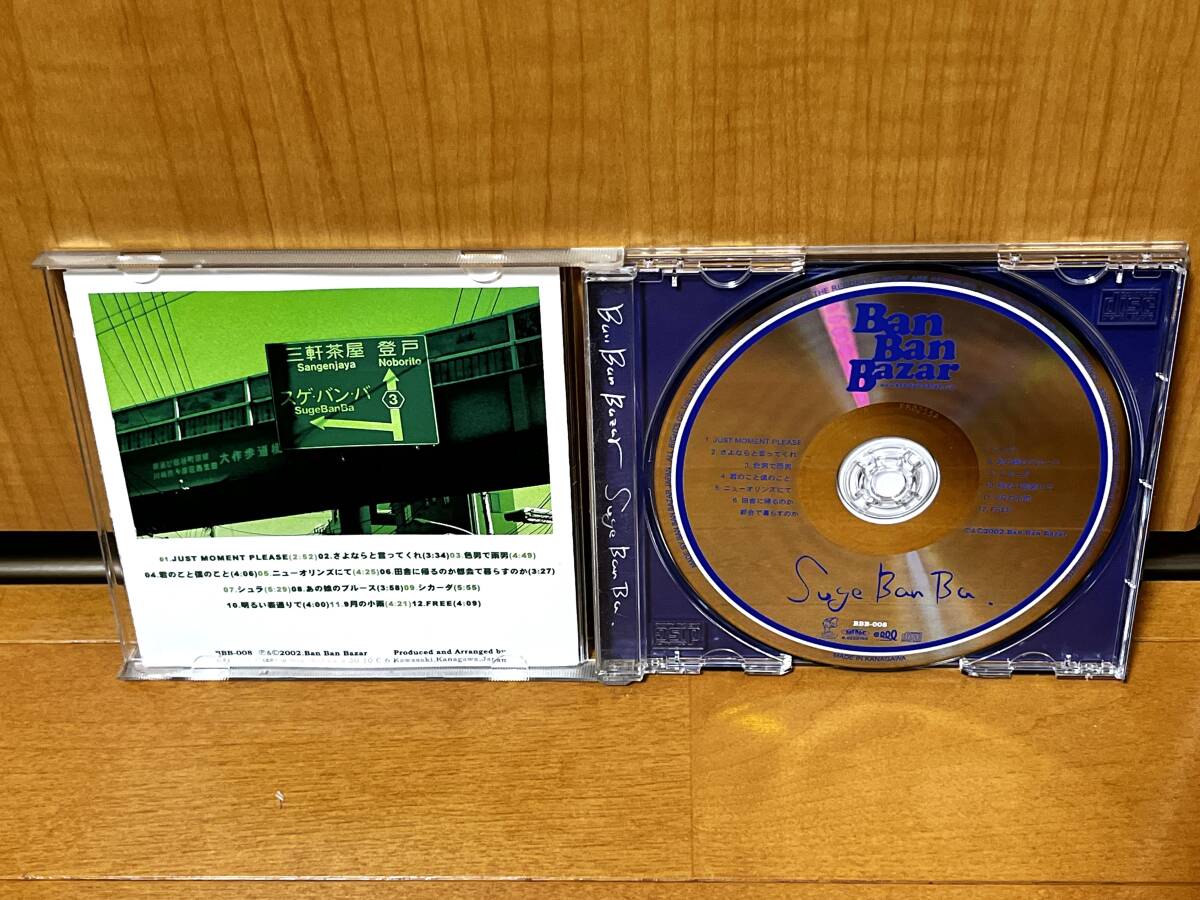 三軒茶屋 登戸
Sangenjaya Noborito
スゲ・バン・バ
SugeBanBa
3
大作歩道橋
01.JUST MOMENT PLEASE(2:52)02.さよならと言ってくれ(3:34)03.色男で雨男(4:49)
04.君のこと僕のこと(4:06)05.ニューオリンズにて(4:25)06.田舎に帰るのか都会で暮らすのか(3:27)
07.シュラ(5:29)08.あの娘のブルース(3:58)09.シカーダ(5:55)
10.明るい表通りで(4:00)11.9月の小雨(4:21)12.FREE(4:09)
BBB-008 ℗&©2002.Ban Ban Bazar Produced and Arranged by
Kawasaki,Kanagawa,Japan
Ban Ban Bazar Suge Ban Ba.
Ban
Ban
Bazar
1. JUST MOMENT PLEASE
2. さよならと言ってくれ
3. 色男で雨男
4. 君のこと僕のこと
5. ニューオリンズにて
6. 田舎に帰るのか
都会で暮らすのか
12. FREE
℗&©2002.Ban Ban Bazar
Suge Ban Ba.
BBB-008
MADE IN KANAGAWA